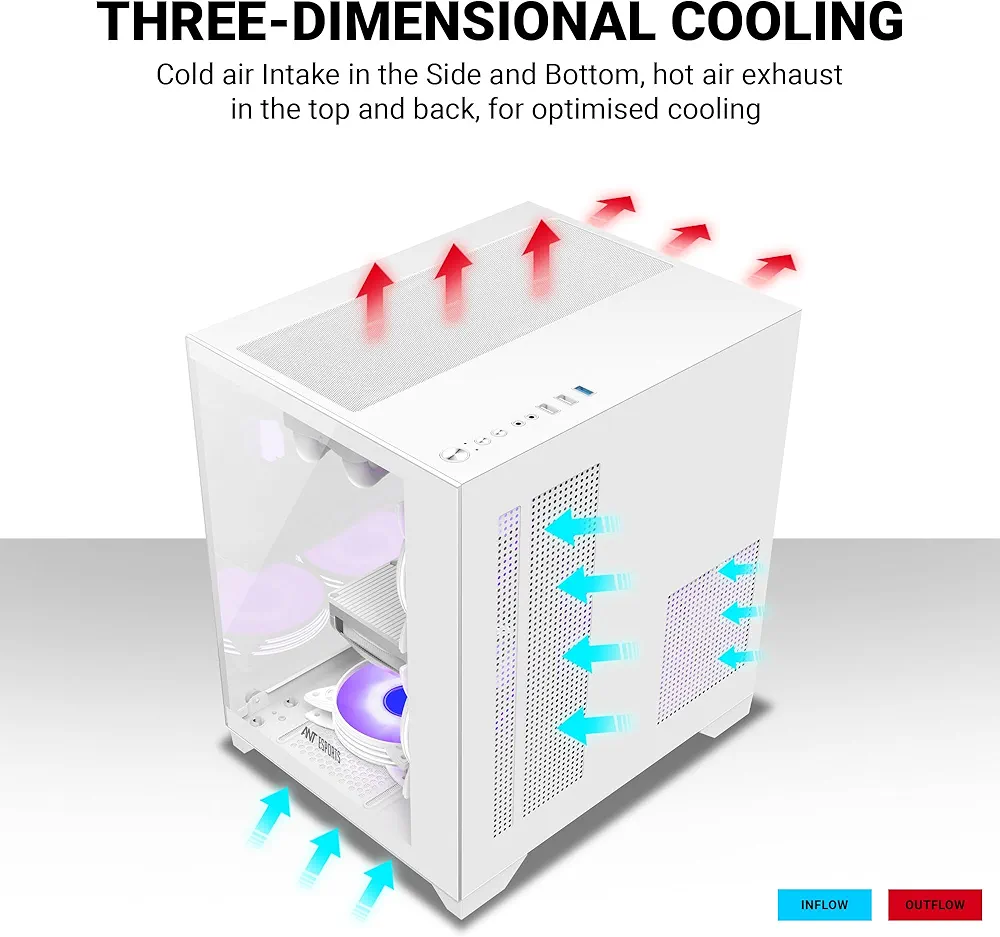 THREE-DIMENSIONAL COOLING
Cold air Intake in the Side and Bottom, hot air exhaust
in the top and back, for optimised cooling
ANT ESPORTS
INFLOW
OUTFLOW